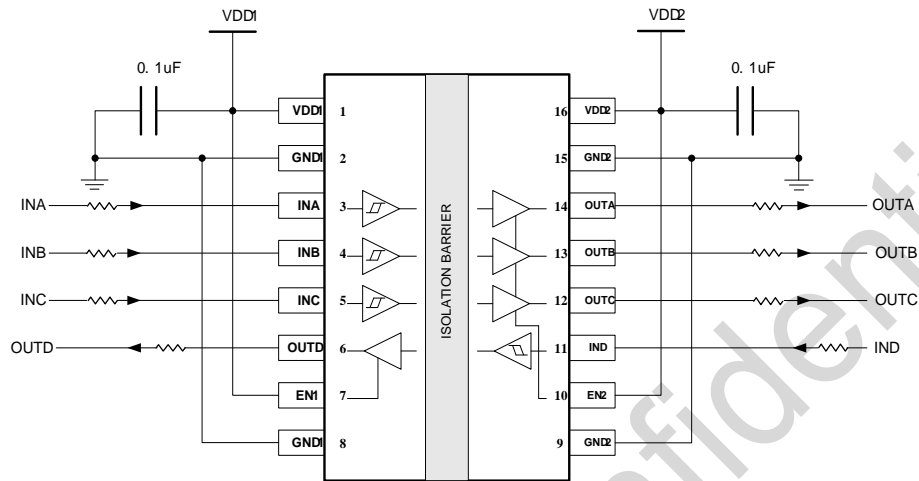 VDD1
VDD2
0. 1uF
0. 1uF
VDD1 1 16 VDD2
GND1 2 15 GND2
INA INA 3 14 OUTA OUTA
INB INB 4 13 OUTB OUTB
INC INC 5 12 OUTC OUTC
OUTD OUTD 6 11 IND IND
EN1 7 10 EN2
GND1 8 9 GND2
ISOLATION BARRIER